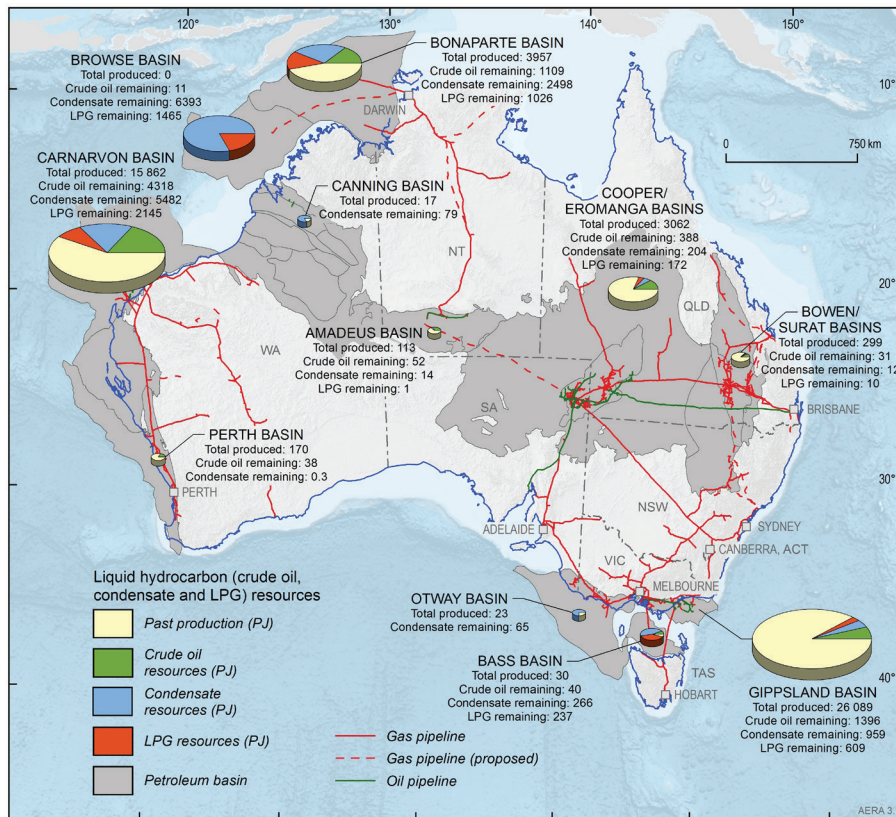 120°
130°
140°
150°
BROWSE BASIN
Total produced: 0
Crude oil remaining: 11
Condensate remaining: 6393
LPG remaining: 1465
BONAPARTE BASIN
Total produced: 3957
Crude oil remaining: 1109
Condensate remaining: 2498
LPG remaining: 1026
10°
DARWIN
0
750 km
CARNARVON BASIN
Total produced: 15 862
Crude oil remaining: 4318
Condensate remaining: 5482
LPG remaining: 2145
CANNING BASIN
Total produced: 17
Condensate remaining: 79
COOPER/
EROMANGA BASINS
Total produced: 3062
Crude oil remaining: 388
Condensate remaining: 204
LPG remaining: 172
NT
20°
QLD
BOWEN/
SURAT BASINS
Total produced: 299
Crude oil remaining: 31
Condensate remaining: 12
LPG remaining: 10
AMADEUS BASIN
Total produced: 113
Crude oil remaining: 52
Condensate remaining: 14
LPG remaining: 1
WA
SA
BRISBANE
PERTH BASIN
Total produced: 170
Crude oil remaining: 38
Condensate remaining: 0.3
PERTH
30°
NSW
ADELAIDE
SYDNEY
CANBERRA, ACT
VIC
MELBOURNE
Liquid hydrocarbon (crude oil,
condensate and LPG) resources
Past production (PJ)
Crude oil
resources (PJ)
Condensate
resources (PJ)
LPG resources (PJ)
Petroleum basin
Gas pipeline
Gas pipeline (proposed)
Oil pipeline
OTWAY BASIN
Total produced: 23
Condensate remaining: 65
BASS BASIN
Total produced: 30
Crude oil remaining: 40
Condensate remaining: 266
LPG remaining: 237
TAS
HOBART
40°
GIPPSLAND BASIN
Total produced: 26 089
Crude oil remaining: 1396
Condensate remaining: 959
LPG remaining: 609
AERA 3.